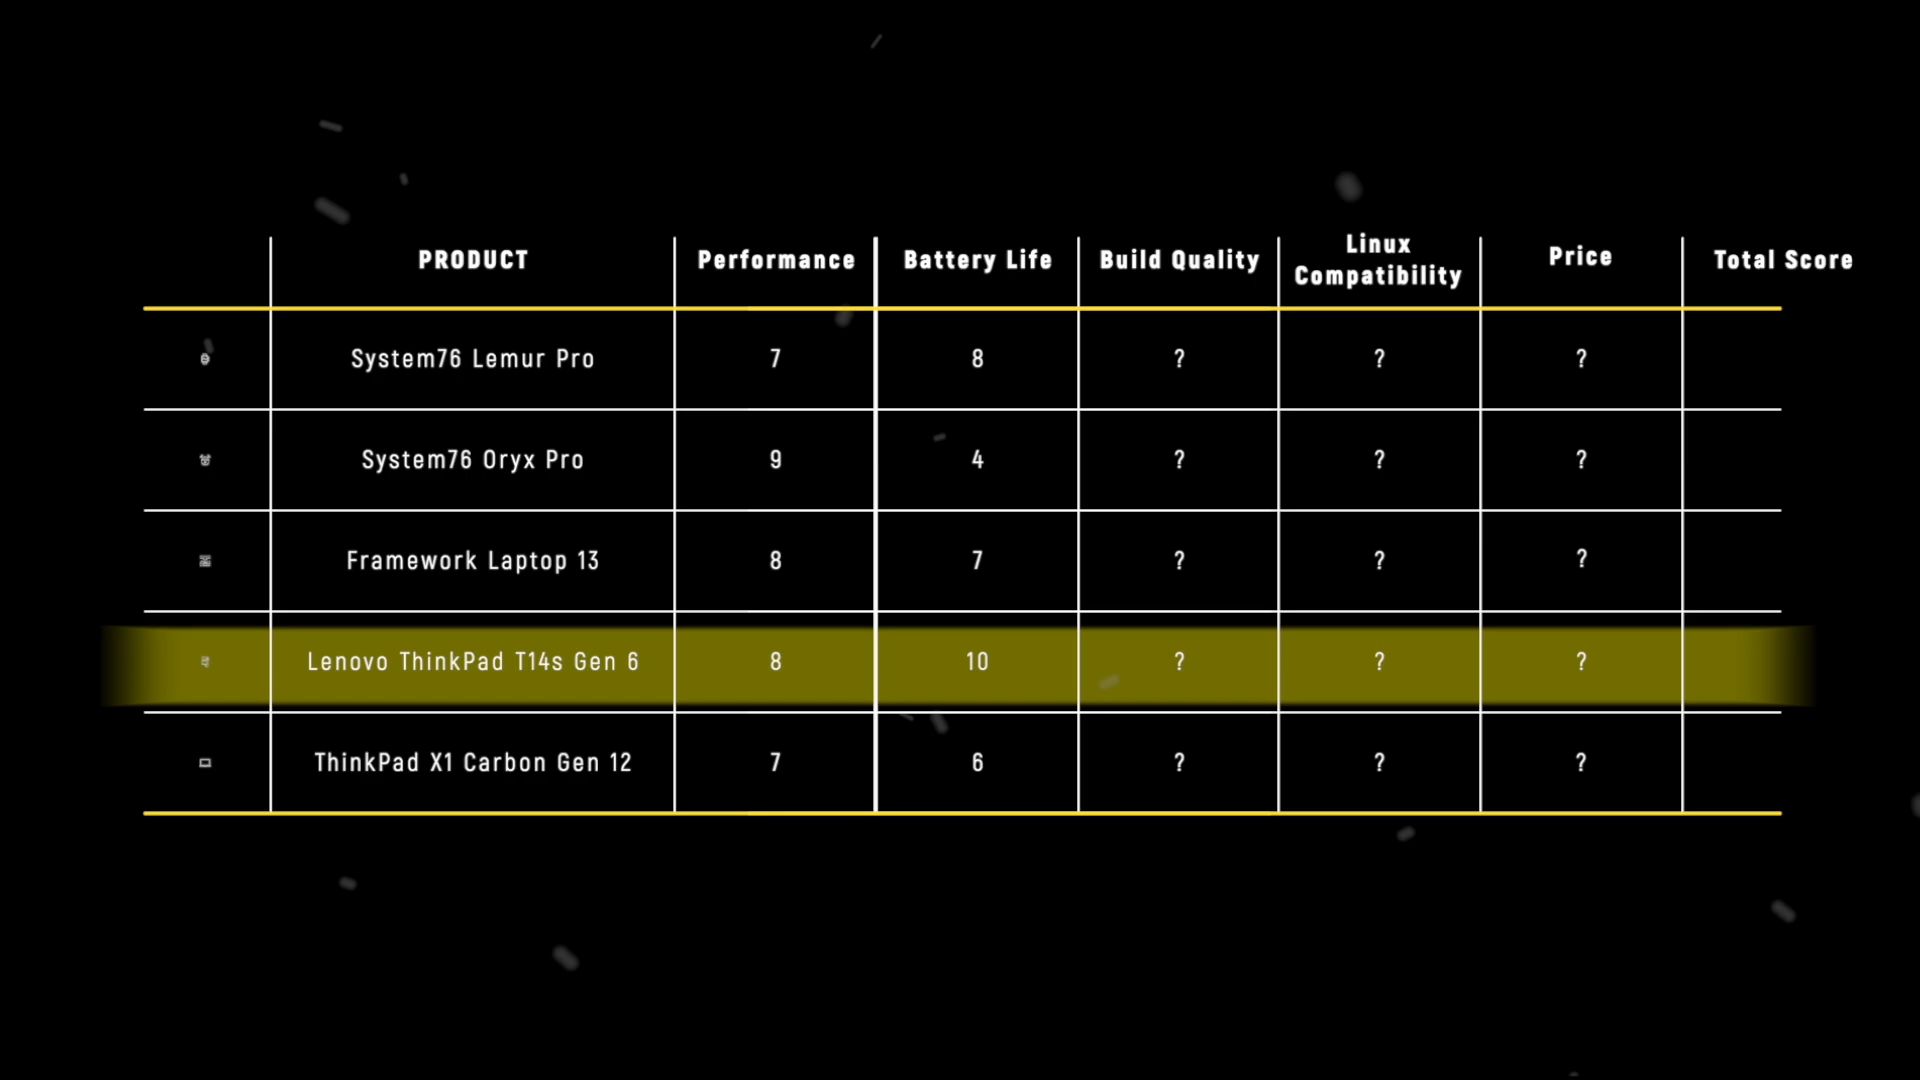 PRODUCT Performance Battery Life Build Quality Linux Compatibility Price Total Score
System76 Lemur Pro 7 8 ? ? ?
System76 Oryx Pro 9 4 ? ? ?
Framework Laptop 13 8 7 ? ? ?
Lenovo ThinkPad T14s Gen 6 8 10 ? ? ?
ThinkPad X1 Carbon Gen 12 7 6 ? ? ?